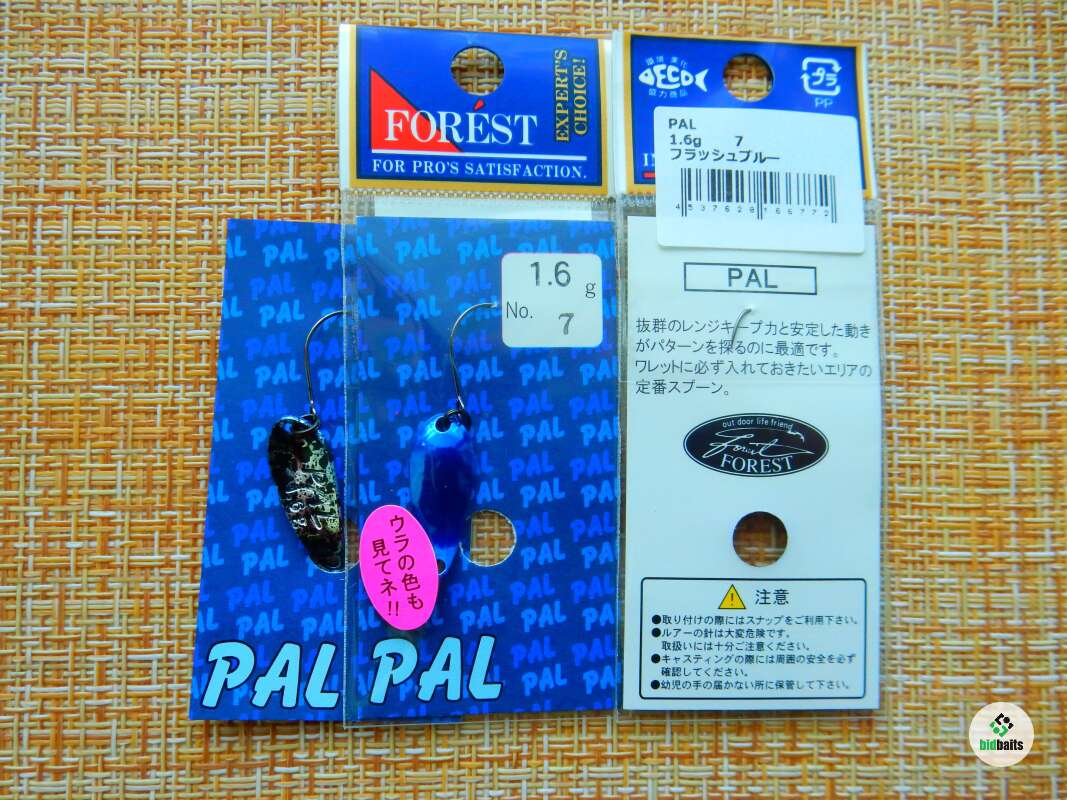 FORÉST
FOR PRO'S SATISFACTION.
EXPERT'S
CHOICE!
1.6 g
No. 7
PAL
PAL
ウラの色も
見てネ!!
ECO
PP
プラ
PAL
1.6g 7
フラッシュブルー
4 537628 166772
PAL
抜群のレンジキープ力と安定した動き
がパターンを探るのに最適です。
ワレットに必ず入れておきたいエリアの
定番スプーン。
out door life friend
Forest
FOREST
注意
●取り付けの際にはスナップをご利用下さい。
●ルアーの針は大変危険です。
取扱いには十分ご注意ください。
●キャスティングの際には周囲の安全を必ず
確認してください。
●幼児の手の届かない所に保管して下さい。
bidbaits